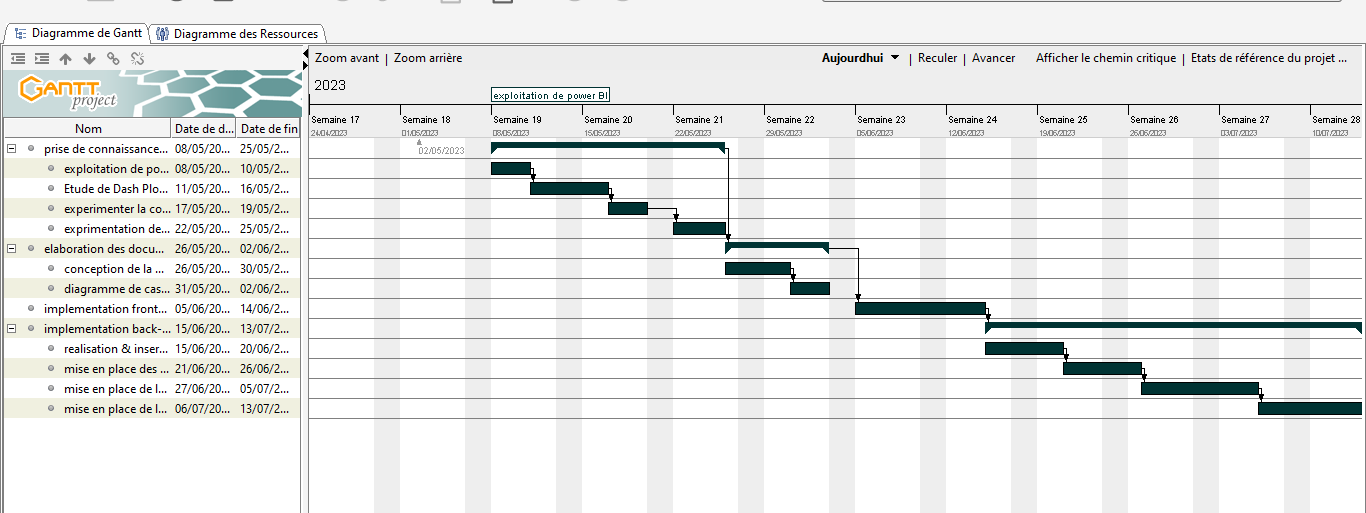 Diagramme de Gantt Diagramme des Ressources
Zoom avant | Zoom arrière Aujourdhui | Reculer | Avancer Afficher le chemin critique | Etats de référence du projet ...
GANTT project
2023
exploitation de power BI
Semaine 17 Semaine 18 Semaine 19 Semaine 20 Semaine 21 Semaine 22 Semaine 23 Semaine 24 Semaine 25 Semaine 26 Semaine 27 Semaine 28
24/04/2023 01/05/2023 08/05/2023 15/05/2023 22/05/2023 29/05/2023 05/06/2023 12/06/2023 19/06/2023 26/06/2023 03/07/2023 10/07/2023
02/05/2023
Nom Date de d... Date de fin
prise de connaissance... 08/05/20... 25/05/2...
exploitation de po... 08/05/20... 10/05/2...
Etude de Dash Plo... 11/05/20... 16/05/2...
experimenter la co... 17/05/20... 19/05/2...
exprimentation de... 22/05/20... 25/05/2...
elaboration des docu... 26/05/20... 02/06/2...
conception de la ... 26/05/20... 30/05/2...
diagramme de cas... 31/05/20... 02/06/2...
implementation front... 05/06/20... 14/06/2...
implementation back-... 15/06/20... 13/07/2...
realisation & inser... 15/06/20... 20/06/2...
mise en place des ... 21/06/20... 26/06/2...
mise en place de l... 27/06/20... 05/07/2...
mise en place de l... 06/07/20... 13/07/2...